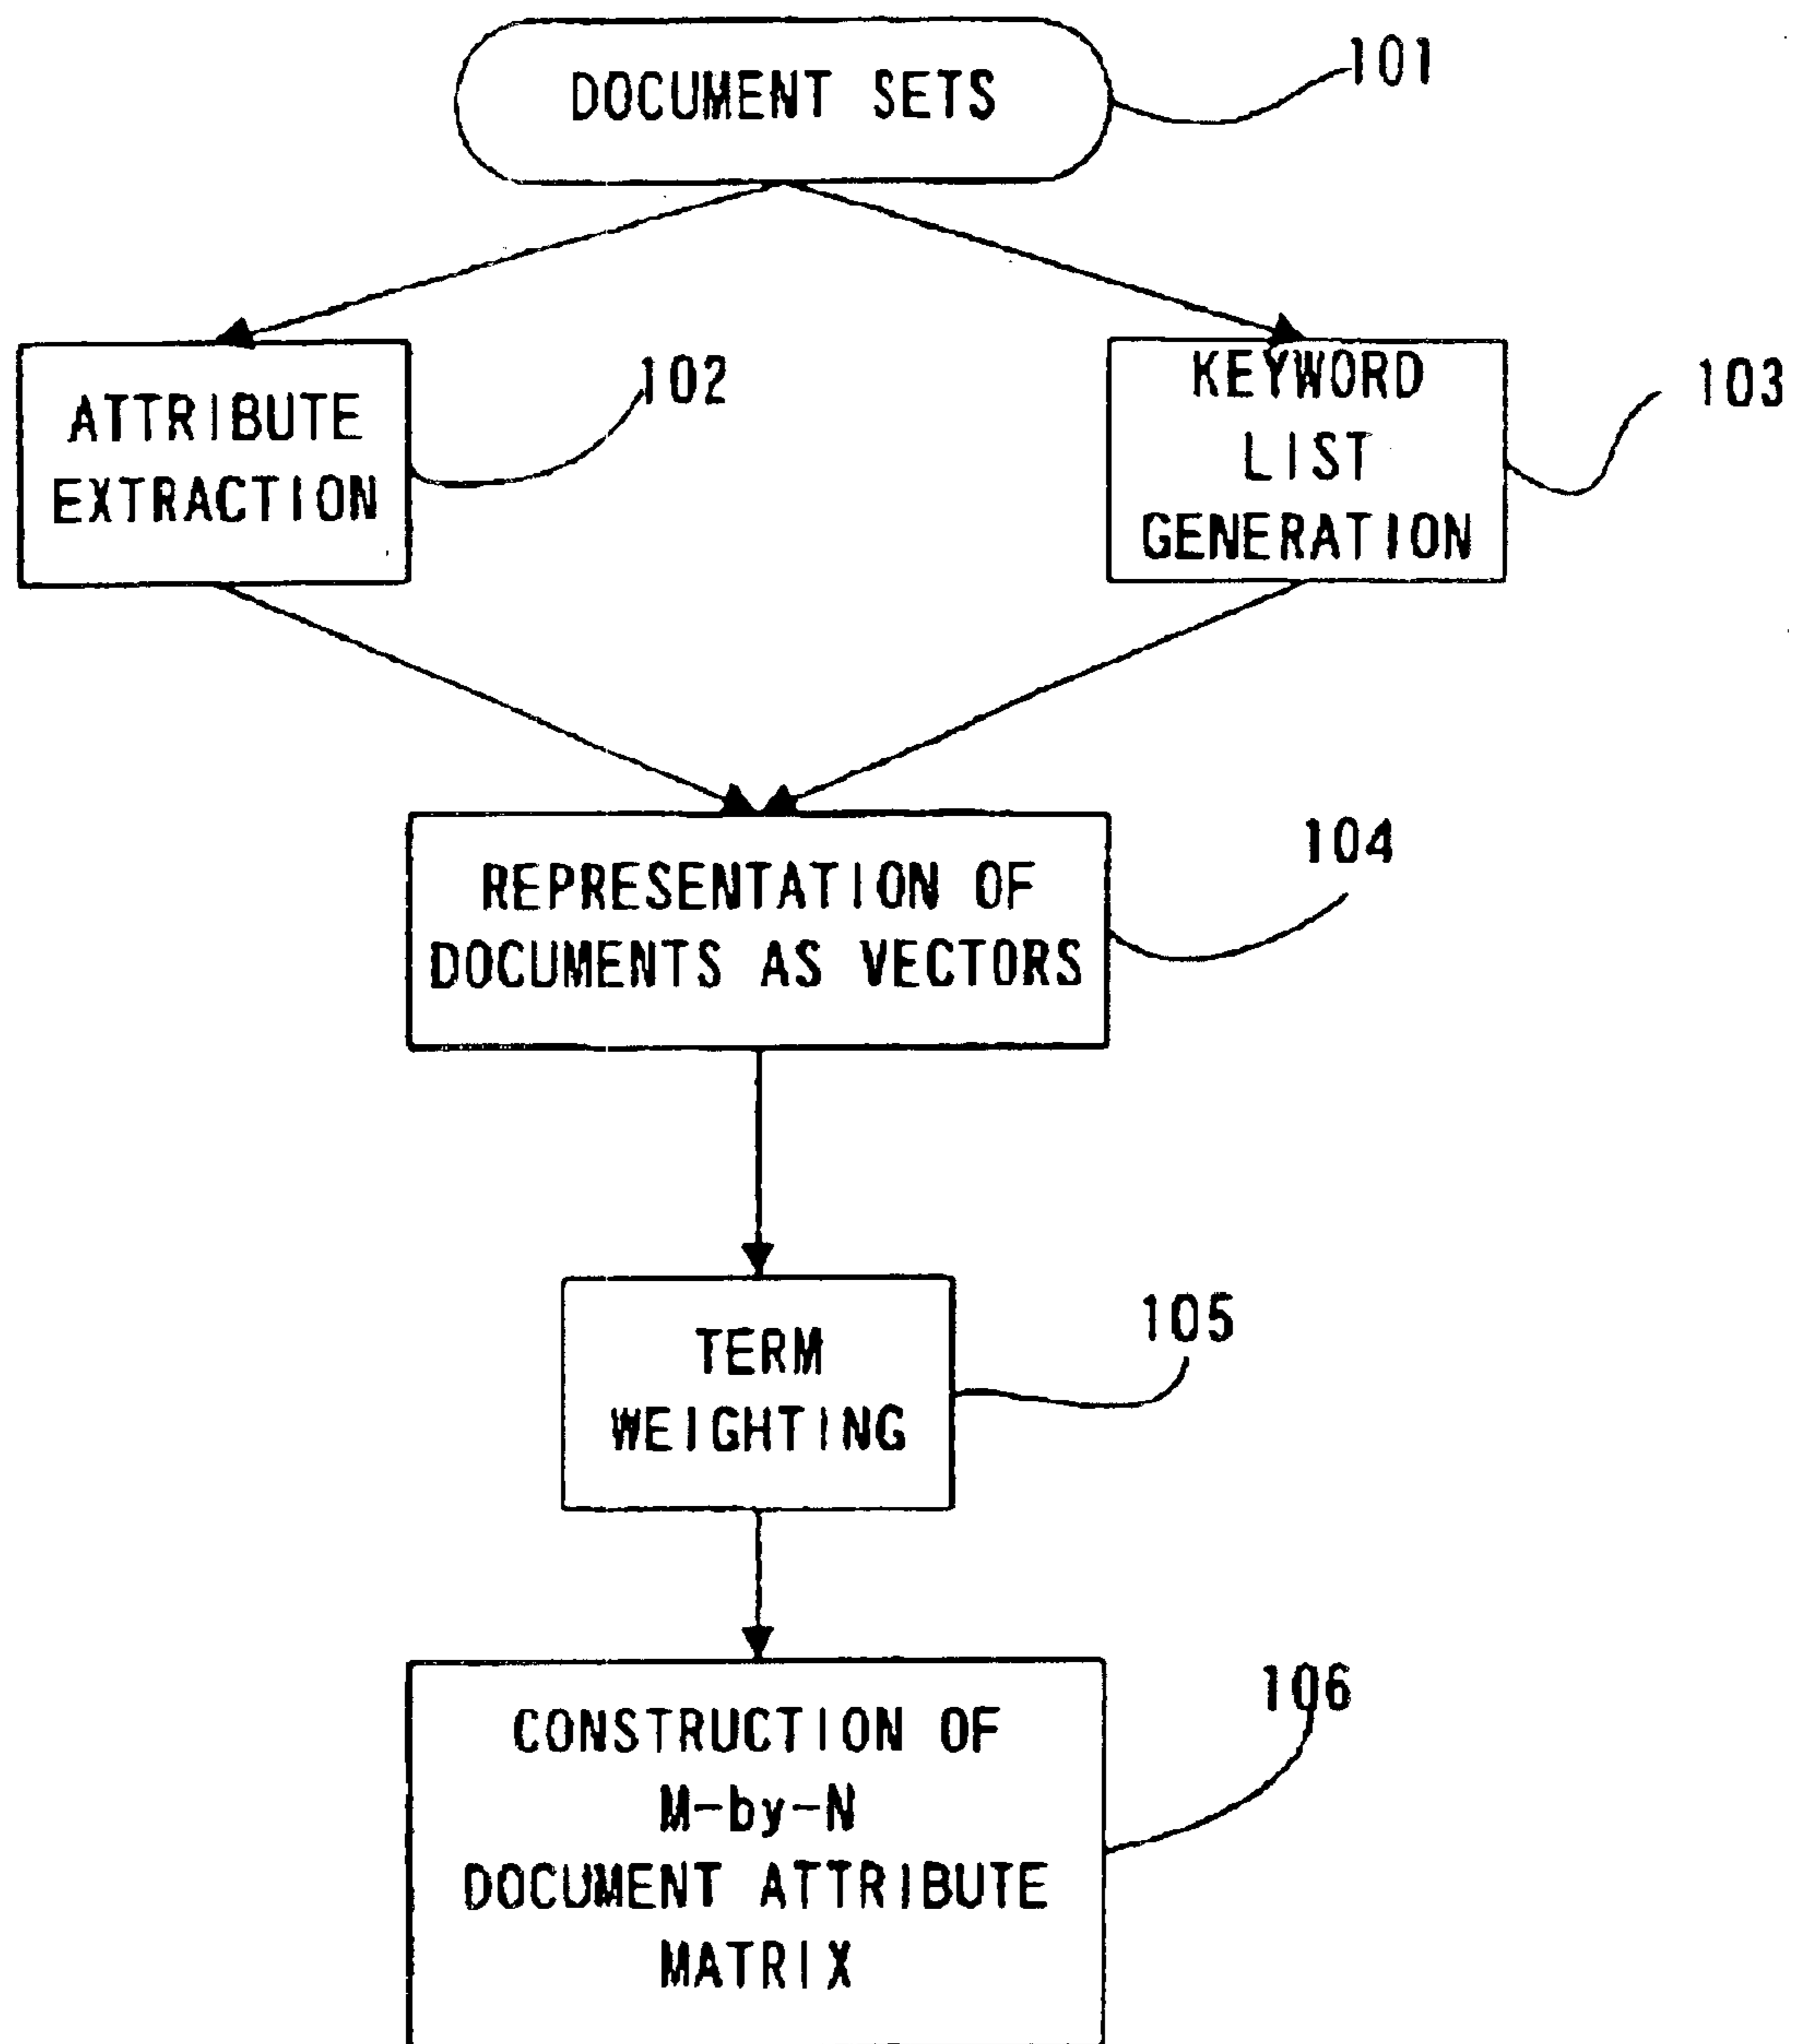 DOCUMENT SETS
101
ATTRIBUTE
EXTRACTION
102
KEYWORD
LIST
GENERATION
103
REPRESENTATION OF
DOCUMENTS AS VECTORS
104
TERM
WEIGHTING
105
CONSTRUCTION OF
M-by-N
DOCUMENT ATTRIBUTE
MATRIX
106